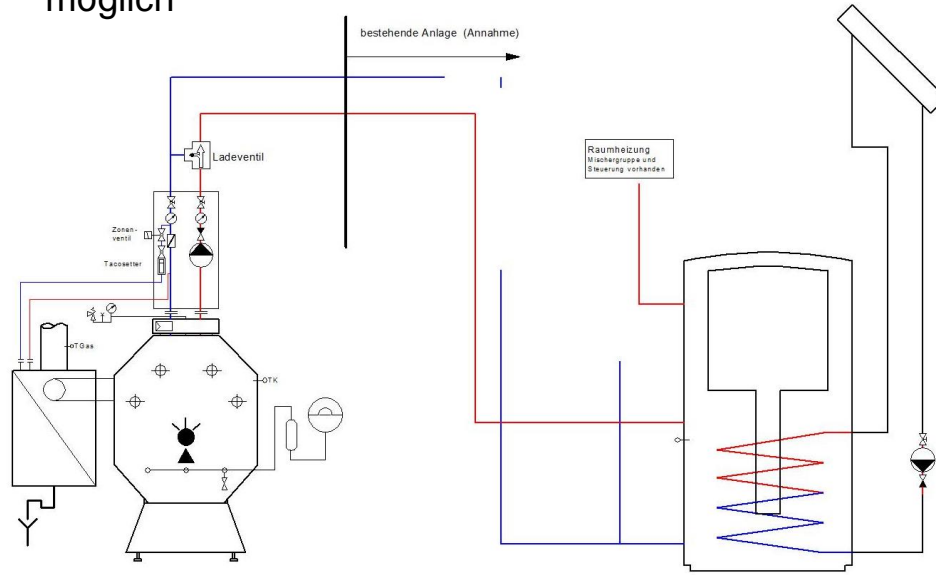 möglich
bestehende Anlage (Annahme)
Ladeventil
Raumheizung
Mischergruppe und
Steuerung vorhanden
Zonen-
ventil
Tacosetter
TGas
TK